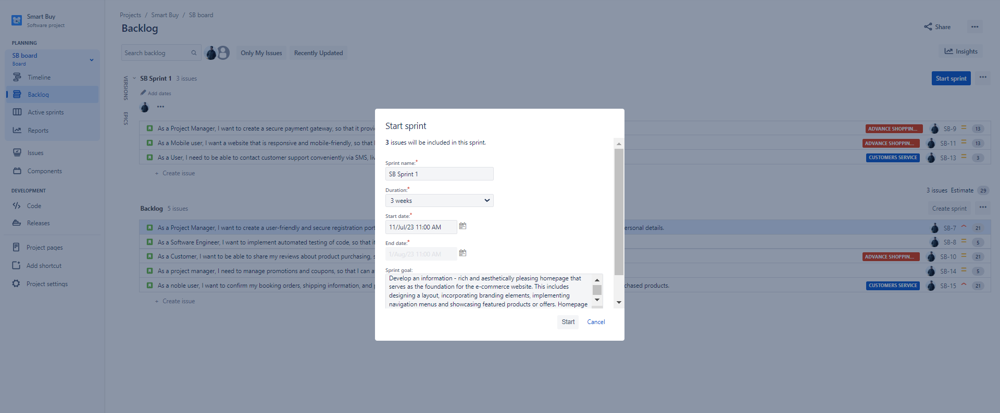 Smart Buy
Software project
PLANNING
SB board
Board
Timeline
Backlog
Active sprints
Reports
Issues
Components
DEVELOPMENT
Code
Releases
Project pages
Add shortcut
Project settings
Projects / Smart Buy / SB board
Backlog
Share
Search backlog
Only My Issues
Recently Updated
Insights
VERSIONS
EPICS
SB Sprint 1 3 issues
Start sprint
Add dates
As a Project Manager, I want to create a secure payment gateway, so that it provi
ADVANCE SHOPPIN... SB-9 13
As a Mobile user, I want a website that is responsive and mobile-friendly, so that
ADVANCE SHOPPIN... SB-11 13
As a User, I need to be able to contact customer support conveniently via SMS, liv
CUSTOMERS SERVICE SB-13 3
+ Create issue
3 issues Estimate 29
Backlog 5 issues
Create sprint
As a Project Manager, I want to create a user-friendly and secure registration port
ersonal details.
SB-7 21
As a Software Engineer, I want to implement automated testing of code, so that it
SB-8 5
As a Customer, I want to be able to share my reviews about product purchasing, s
ADVANCE SHOPPIN... SB-10 21
As a project manager, I need to manage promotions and coupons, so that I can a
SB-14 5
As a noble user, I want to confirm my booking orders, shipping information, and p
chased products.
CUSTOMERS SERVICE SB-15 21
+ Create issue
Start sprint
3 issues will be included in this sprint.
Sprint name:*
SB Sprint 1
Duration:*
3 weeks
Start date:*
11/Jul/23 11:00 AM
End date:*
1/Aug/23 11:00 AM
Sprint goal:
Develop an information - rich and aesthetically pleasing homepage that
serves as the foundation for the e-commerce website. This includes
designing a layout, incorporating branding elements, implementing
navigation menus and showcasing featured products or offers. Homepage
Start
Cancel